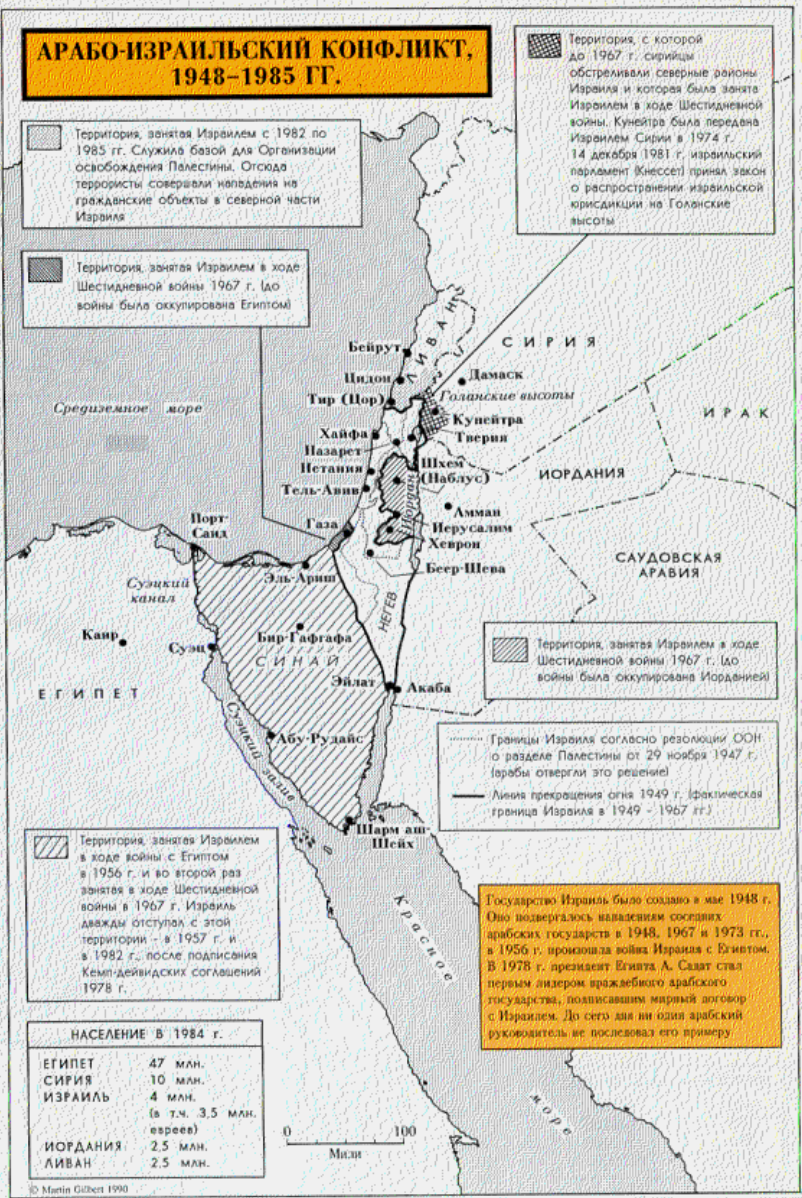 АРАБО-ИЗРАИЛЬСКИЙ КОНФЛИКТ,
1948–1985 ГГ.
Территория, с которой
до 1967 г. сирийцы
обстреливали северные районы
Израиля и которая была занята
Израилем в ходе Шестидневной
войны. Кунейтра была передана
Израилем Сирии в 1974 г.
14 декабря 1981 г. израильский
парламент (Кнессет) принял закон
о распространении израильской
юрисдикции на Голанские
высоты
Территория, занятая Израилем с 1982 по
1985 гг. Служила базой для Организации
освобождения Палестины. Отсюда
террористы совершали нападения на
гражданские объекты в северной части
Израиля
Территория, занятая Израилем в ходе
Шестидневной войны 1967 г. (до
войны была оккупирована Египтом)
ЛИВАН
СИРИЯ
Бейрут
Цидон
Дамаск
Тир (Цор)
Голанские высоты
Средиземное море
ИРАК
Кунейтра
Хайфа
Тверия
Назарет
Нетания
Шхем
(Наблус)
ИОРДАНИЯ
Тель-Авив
Иордан
Амман
Порт-
Саид
Газа
Иерусалим
Хеврон
САУДОВСКАЯ
АРАВИЯ
Эль-Ариш
Беер-Шева
Суэцкий
канал
НЕГЕВ
Каир
Бир-Гафгафа
Суэц
СИНАЙ
Территория, занятая Израилем в ходе
Шестидневной войны 1967 г. (до
войны была оккупирована Иорданией)
Эйлат
Акаба
ЕГИПЕТ
Суэцкий залив
Абу-Рудайс
Границы Израиля согласно резолюции ООН
о разделе Палестины от 29 ноября 1947 г.
(арабы отвергли это решение)
Линия прекращения огня 1949 г. (фактическая
граница Израиля в 1949 - 1967 гг.)
Шарм аш-
Шейх
Территория, занятая Израилем
в ходе войны с Египтом
в 1956 г. и во второй раз
занятая в ходе Шестидневной
войны в 1967 г. Израиль
дважды отступал с этой
территории - в 1957 г. и
в 1982 г., после подписания
Кемп-дейвидских соглашений
1978 г.
Красное
море
Государство Израиль было создано в мае 1948 г.
Оно подвергалось нападениям соседних
арабских государств в 1948, 1967 и 1973 гг.,
в 1956 г. произошла война Израиля с Египтом.
В 1978 г. президент Египта А. Садат стал
первым лидером враждебного арабского
государства, подписавшим мирный договор
с Израилем. До сего дня ни один арабский
руководитель не последовал его примеру
НАСЕЛЕНИЕ В 1984 г.
ЕГИПЕТ 47 млн.
СИРИЯ 10 млн.
ИЗРАИЛЬ 4 млн.
(в т.ч. 3,5 млн.
евреев)
ИОРДАНИЯ 2,5 млн.
ЛИВАН 2,5 млн.
0 100
Мили
© Martin Gilbert 1990